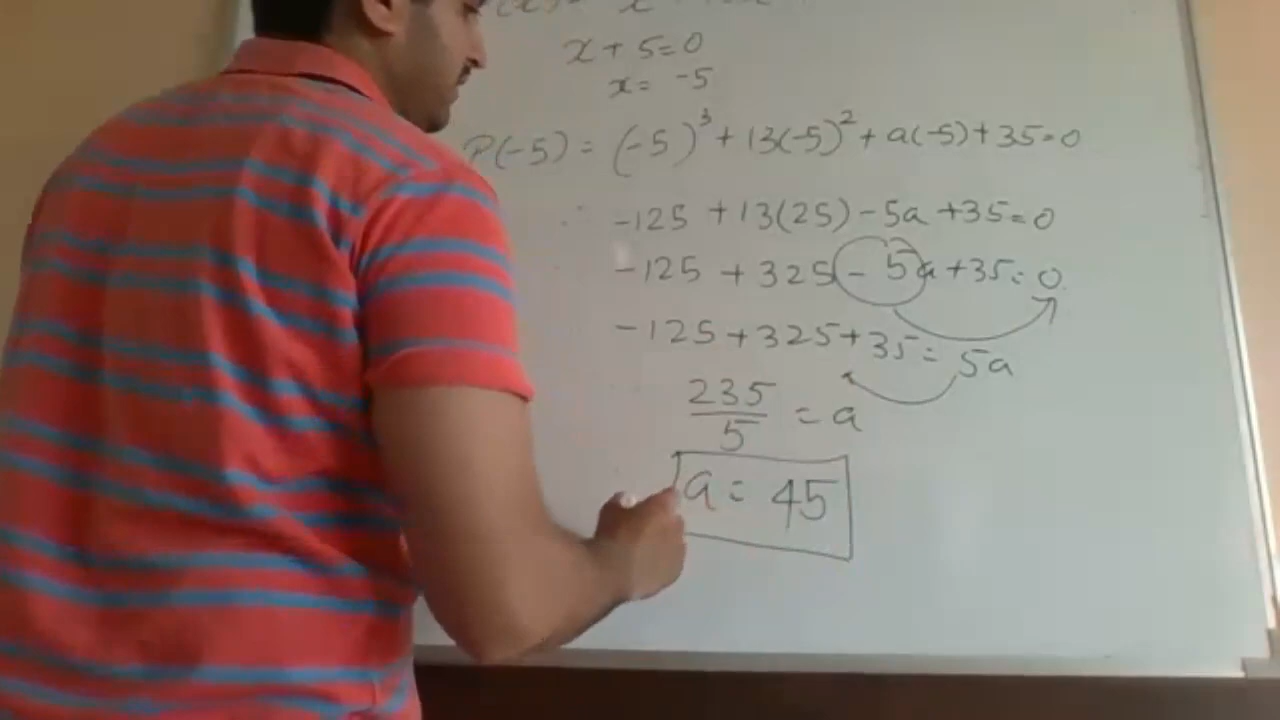 x + 5 = 0
x = -5
P(-5) = (-5)³ + 13(-5)² + a(-5) + 35 = 0
∴ -125 + 13(25) - 5a + 35 = 0
-125 + 325 - 5a + 35 = 0
-125 + 325 + 35 = 5a
235/5 = a
a = 45